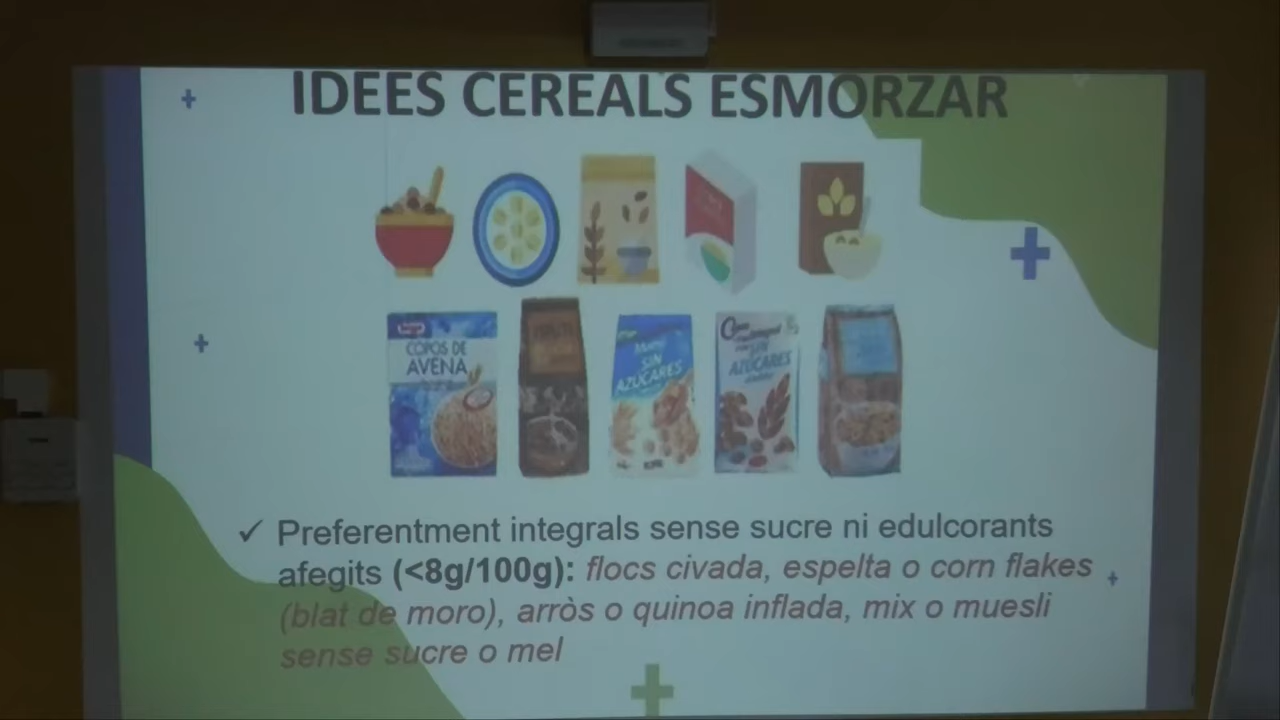 IDEES CEREALS ESMORZAR
COPOS DE
AVENA
SIN
AZÚCARES
SIN
AZÚCARES
✓ Preferentment integrals sense sucre ni edulcorants
afegits (<8g/100g): flocs civada, espelta o corn flakes
(blat de moro), arròs o quinoa inflada, mix o muesli
sense sucre o mel